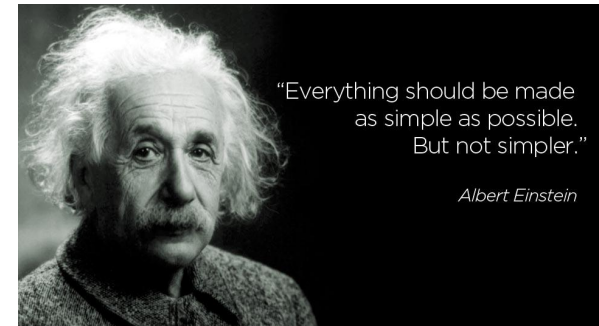 “Everything should be made
as simple as possible.
But not simpler.”
Albert Einstein